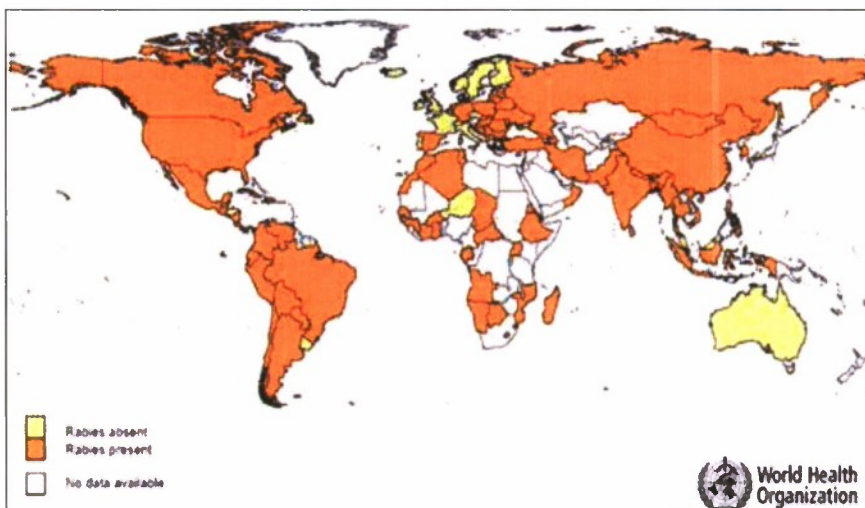 Rabies absent
Rabies present
No data available
World Health
Organization